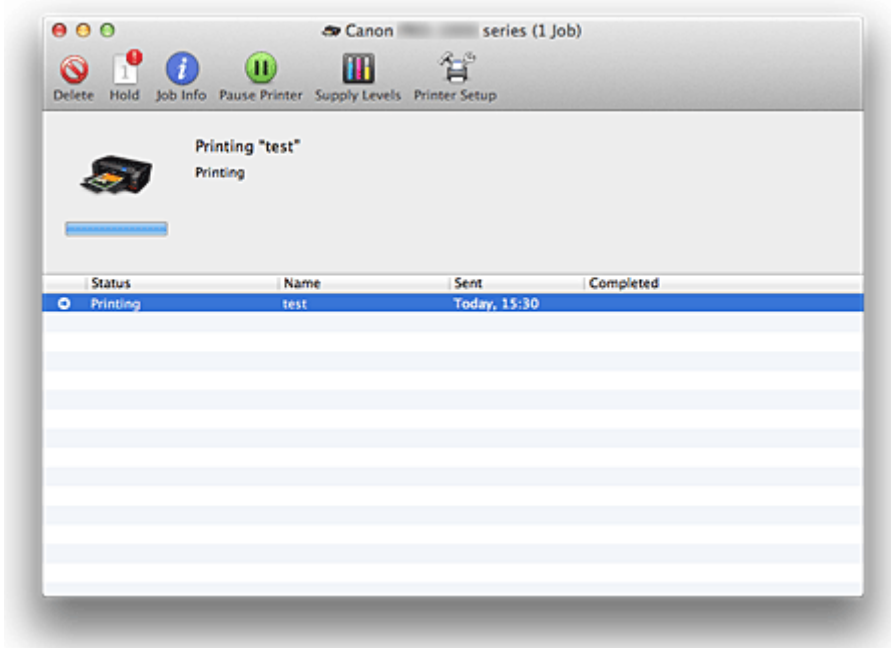 Canon series (1 Job)
1
Delete Hold Job Info Pause Printer Supply Levels Printer Setup
Printing "test"
Printing
Status Name Sent Completed
Printing test Today, 15:30